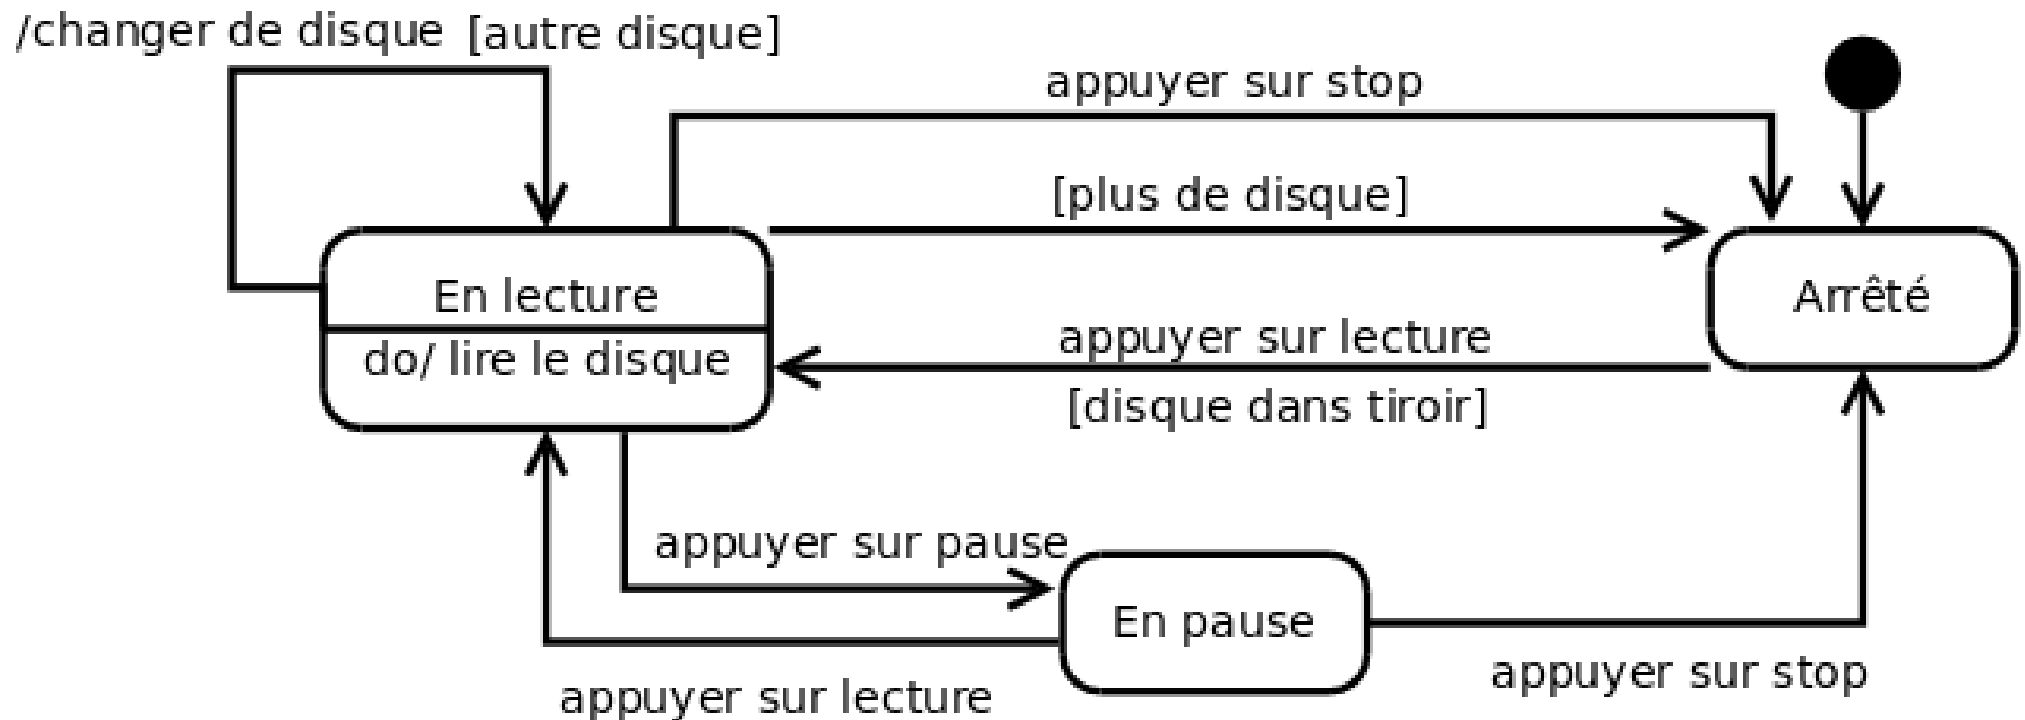 /changer de disque [autre disque]
appuyer sur stop
[plus de disque]
En lecture
do/ lire le disque
Arrêté
appuyer sur lecture
[disque dans tiroir]
appuyer sur pause
En pause
appuyer sur stop
appuyer sur lecture